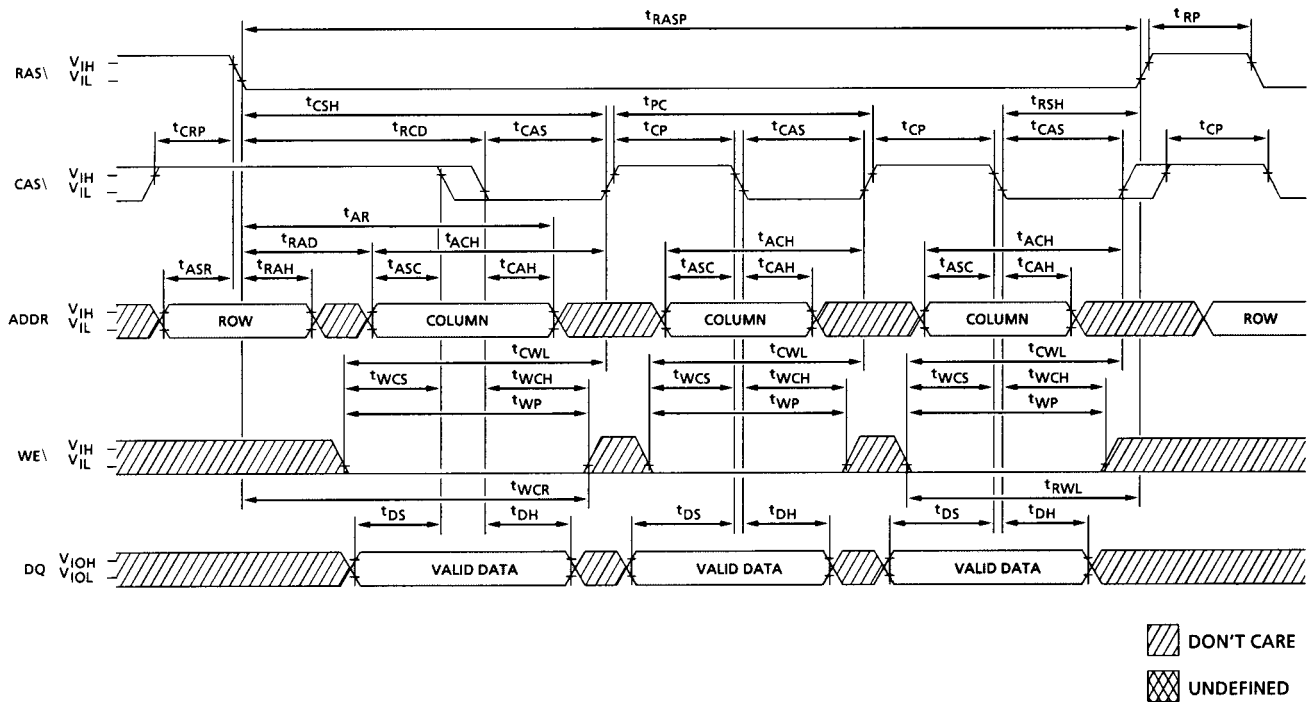 tRASP tRP
RAS\ VIH
VIL
tCSH tPC tRSH
tCRP tRCD tCAS tCP tCAS tCP tCAS tCP
CAS\ VIH
VIL
tAR
tRAD tACH tACH tACH
tASR tRAH tASC tCAH tASC tCAH tASC tCAH
ADDR VIH
VIL ROW COLUMN COLUMN COLUMN ROW
tCWL tCWL tCWL
tWCS tWCH tWCS tWCH tWCS tWCH
tWP tWP tWP
WE\ VIH
VIL
tWCR tRWL
tDS tDH tDS tDH tDS tDH
DQ VIOH
VIOL VALID DATA VALID DATA VALID DATA
DON'T CARE
UNDEFINED